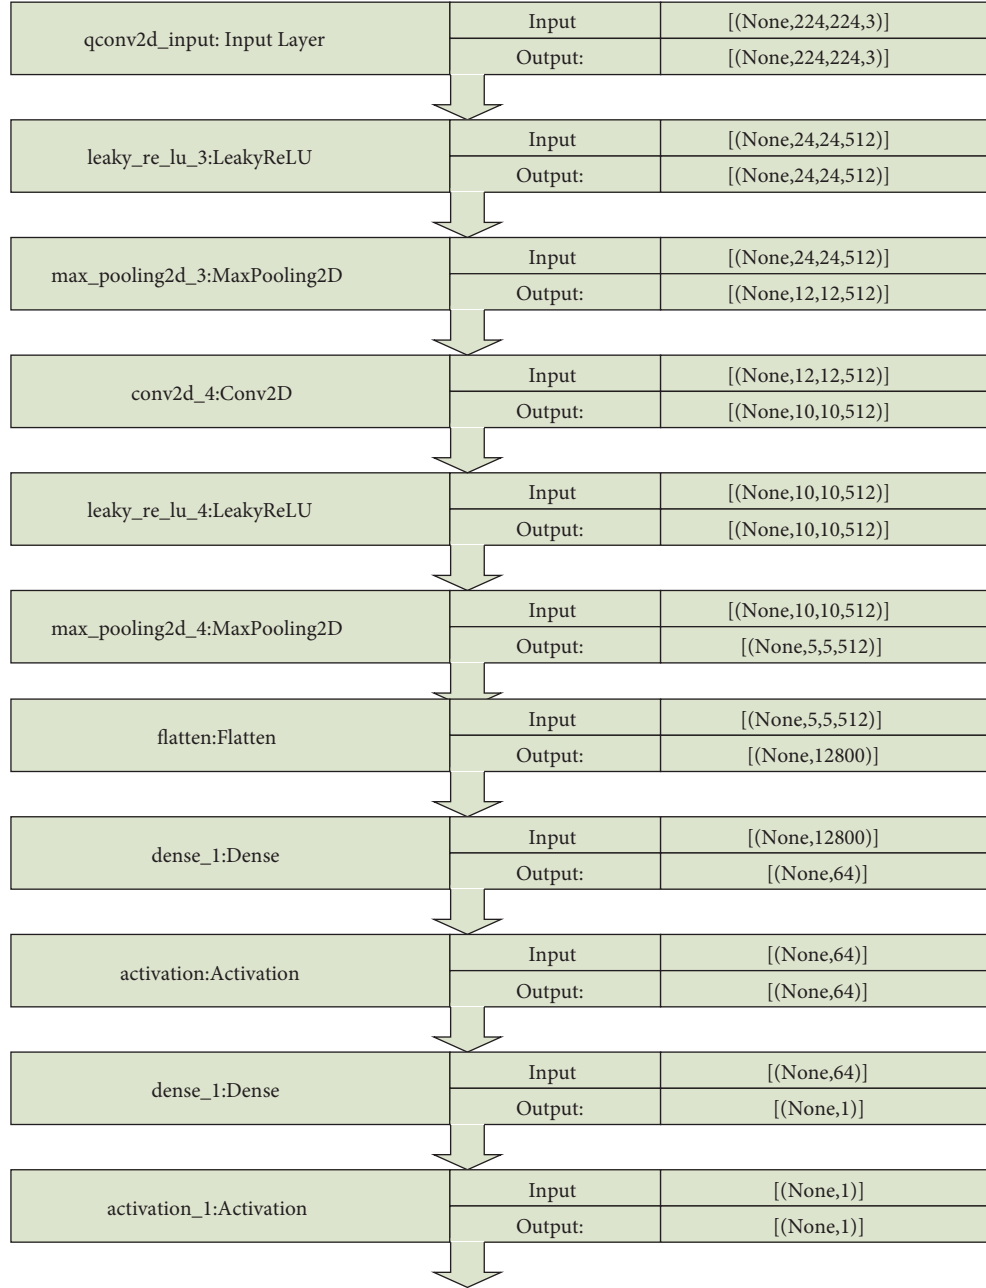 qconv2d_input: Input Layer
Input
[(None,224,224,3)]
Output:
[(None,224,224,3)]
leaky_re_lu_3:LeakyReLU
Input
[(None,24,24,512)]
Output:
[(None,24,24,512)]
max_pooling2d_3:MaxPooling2D
Input
[(None,24,24,512)]
Output:
[(None,12,12,512)]
conv2d_4:Conv2D
Input
[(None,12,12,512)]
Output:
[(None,10,10,512)]
leaky_re_lu_4:LeakyReLU
Input
[(None,10,10,512)]
Output:
[(None,10,10,512)]
max_pooling2d_4:MaxPooling2D
Input
[(None,10,10,512)]
Output:
[(None,5,5,512)]
flatten:Flatten
Input
[(None,5,5,512)]
Output:
[(None,12800)]
dense_1:Dense
Input
[(None,12800)]
Output:
[(None,64)]
activation:Activation
Input
[(None,64)]
Output:
[(None,64)]
dense_1:Dense
Input
[(None,64)]
Output:
[(None,1)]
activation_1:Activation
Input
[(None,1)]
Output:
[(None,1)]